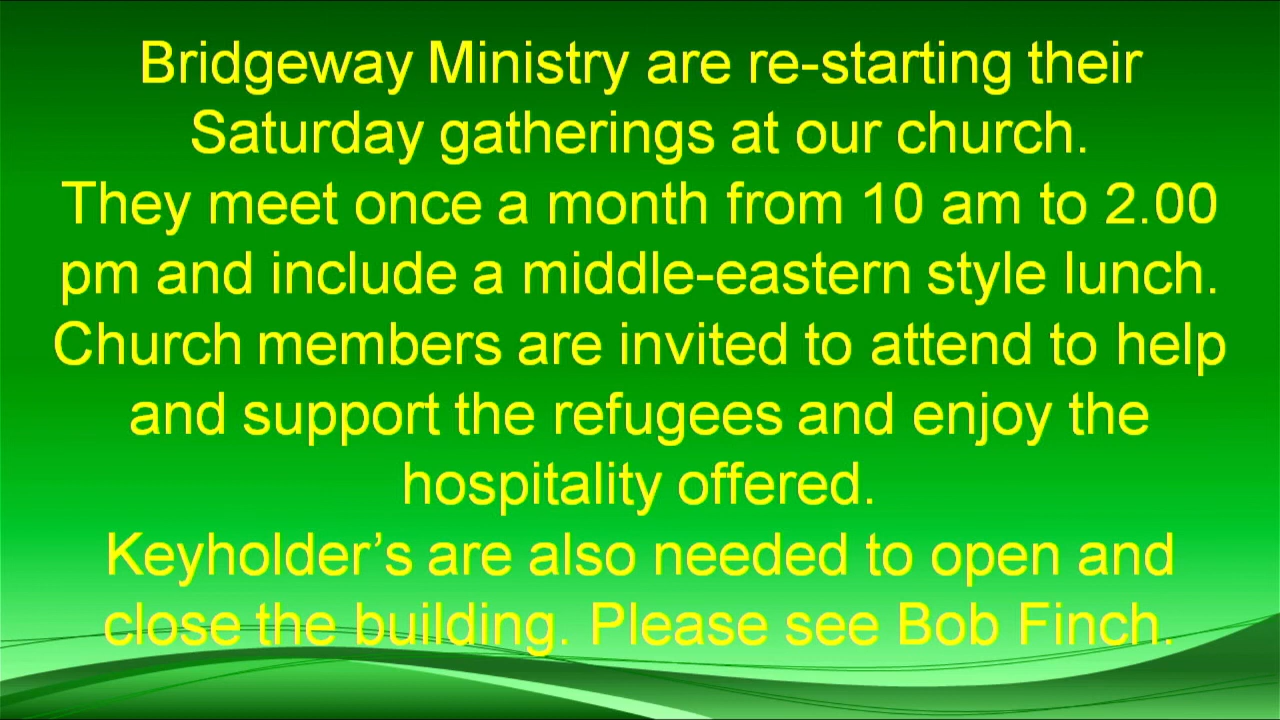 Bridgeway Ministry are re-starting their
Saturday gatherings at our church.
They meet once a month from 10 am to 2.00
pm and include a middle-eastern style lunch.
Church members are invited to attend to help
and support the refugees and enjoy the
hospitality offered.
Keyholder’s are also needed to open and
close the building. Please see Bob Finch.